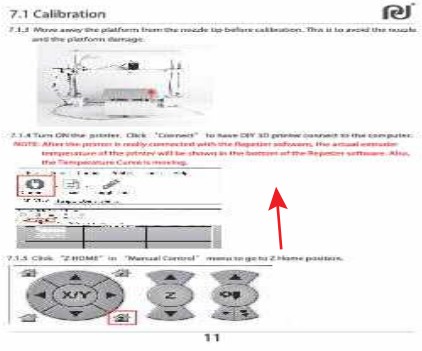 7.1 Calibration
7.1.3 Move away the platform from the nozzle tip before calibration. This is to avoid the nozzle
and the platform damage.
7.1.4 Turn ON the printer. Click "Connect" to have DIY 3D printer connect to the computer.
NOTE: After the printer is really connected with the Repetier software, the actual extruder
temperature of the printer will be shown in the bottom of the Repetier software. Also,
the Temperature Curve is moving.
7.1.5 Click "Z HOME" in "Manual Control" menu to go to Z Home position.
X/Y
Z
11